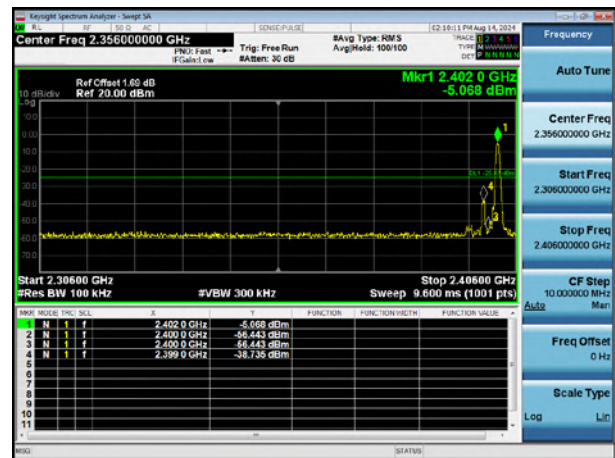 Keysight Spectrum Analyzer - Swept SA
RL RF 50 Ω AC SENSE:PULSE 02:10:11 PM Aug 14, 2024
Center Freq 2.356000000 GHz
PNO: Fast
IFGain:Low
Trig: Free Run
#Atten: 30 dB
#Avg Type: RMS
Avg|Hold: 100/100
TRACE 1 2 3 4 5 6
TYPE
DET P N N N N N
Frequency
Auto Tune
Center Freq
2.356000000 GHz
Start Freq
2.306000000 GHz
Stop Freq
2.406000000 GHz
CF Step
10.000000 MHz
Auto Man
Freq Offset
0 Hz
Scale Type
Log Lin
Ref Offset 1.69 dB
10 dB/div Ref 20.00 dBm
Log
Mkr1 2.402 0 GHz
-5.068 dBm
10.0
0.00
-10.0
-20.0
-30.0
-40.0
-50.0
-60.0
-70.0
1
4
3
Start 2.30600 GHz Stop 2.40600 GHz
#Res BW 100 kHz #VBW 300 kHz Sweep 9.600 ms (1001 pts)
MKR MODE TRC SCL X Y FUNCTION FUNCTION WIDTH FUNCTION VALUE
1 N 1 f 2.402 0 GHz -5.068 dBm
2 N 1 f 2.400 0 GHz -56.443 dBm
3 N 1 f 2.400 0 GHz -56.443 dBm
4 N 1 f 2.399 0 GHz -38.735 dBm
5
6
7
8
9
10
11
MSG STATUS